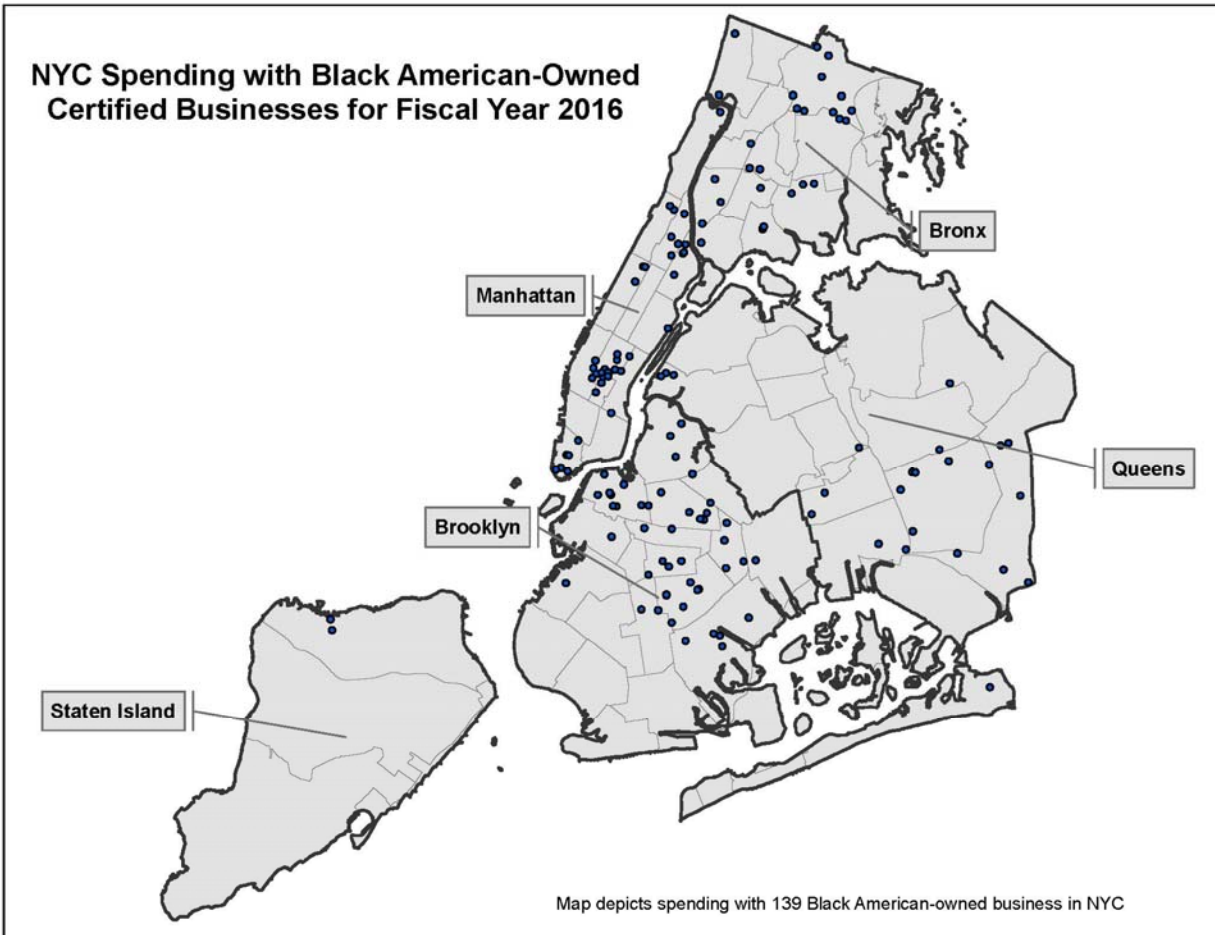 NYC Spending with Black American-Owned
Certified Businesses for Fiscal Year 2016
Bronx
Manhattan
Queens
Brooklyn
Staten Island
Map depicts spending with 139 Black American-owned business in NYC